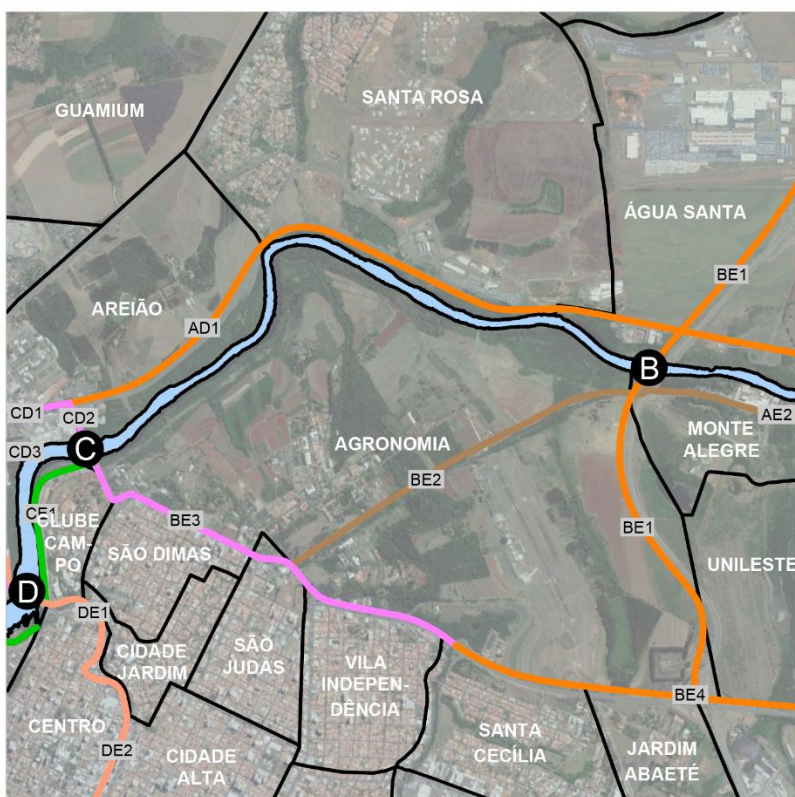 GUAMIUM
SANTA ROSA
ÁGUA SANTA
BE1
AREIÃO
AD1
B
CD1
CD2
AE2
CD3
C
AGRONOMIA
MONTE
ALEGRE
BE2
CE1
CLUBE
CAM-
PO
BE3
SÃO DIMAS
BE1
UNILESTE
D
DE1
CIDADE
JARDIM
SÃO
JUDAS
VILA
INDEPEN-
DÊNCIA
BE4
CENTRO
DE2
CIDADE
ALTA
SANTA
CECÍLIA
JARDIM
ABAETÉ